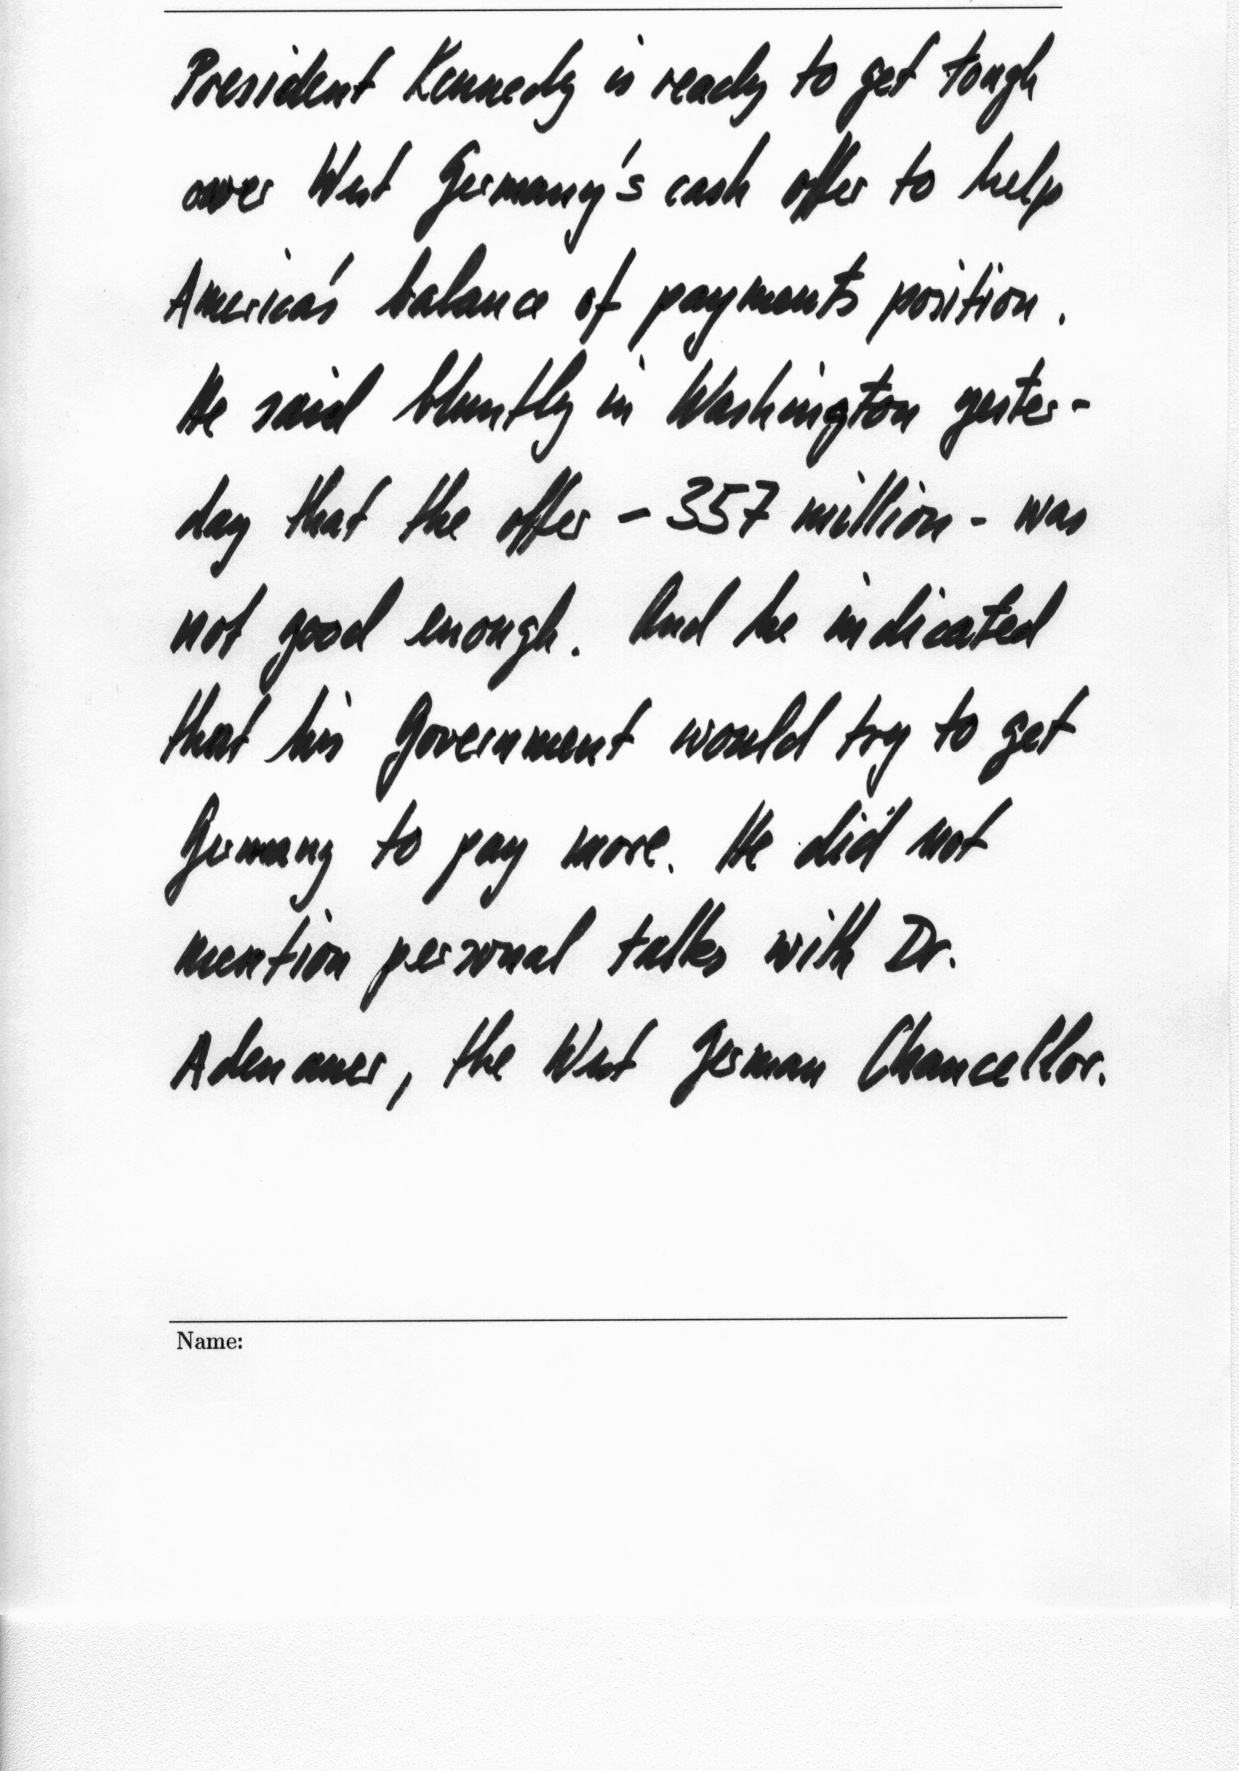 President Kennedy is ready to get tough
over West Germany's cash offer to help
America's balance of payments position.
He said bluntly in Washington yester-
day that the offer - 357 million - was
not good enough. And he indicated
that his Government would try to get
Germany to pay more. He did not
mention personal talks with Dr.
Adenauer, the West German Chancellor.
Name: